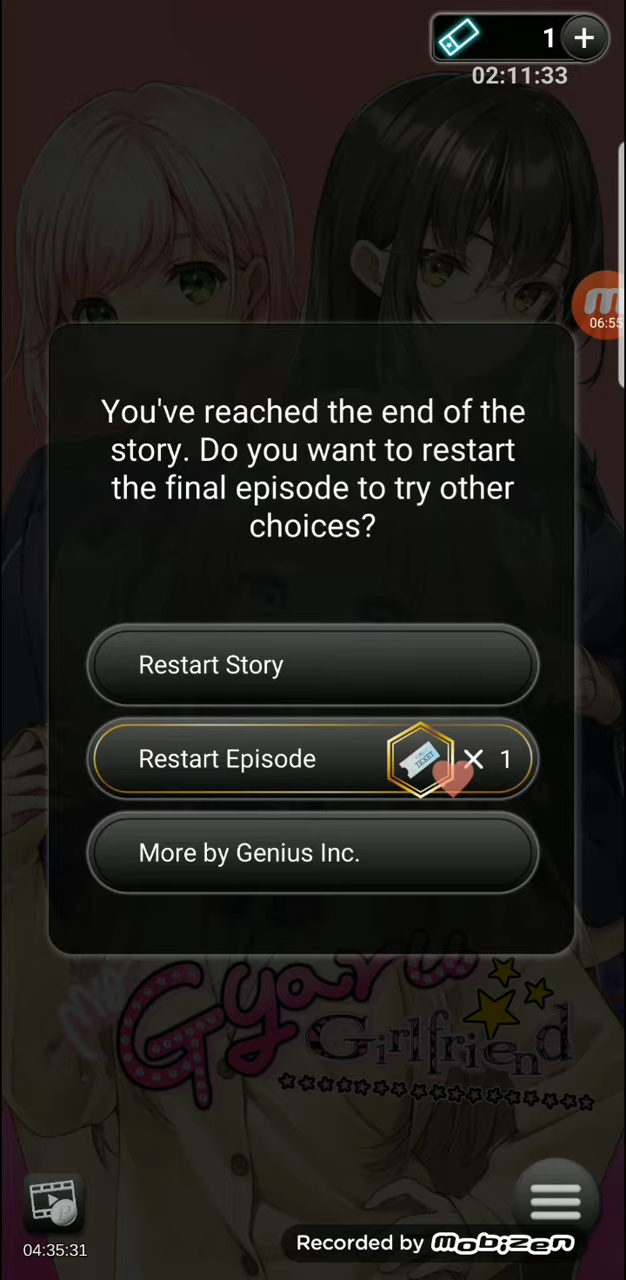 1 +
02:11:33
06:55
You've reached the end of the
story. Do you want to restart
the final episode to try other
choices?
Restart Story
Restart Episode TICKET × 1
More by Genius Inc.
My
Gyaru
Girlfriend
P
04:35:31
Recorded by mobizen